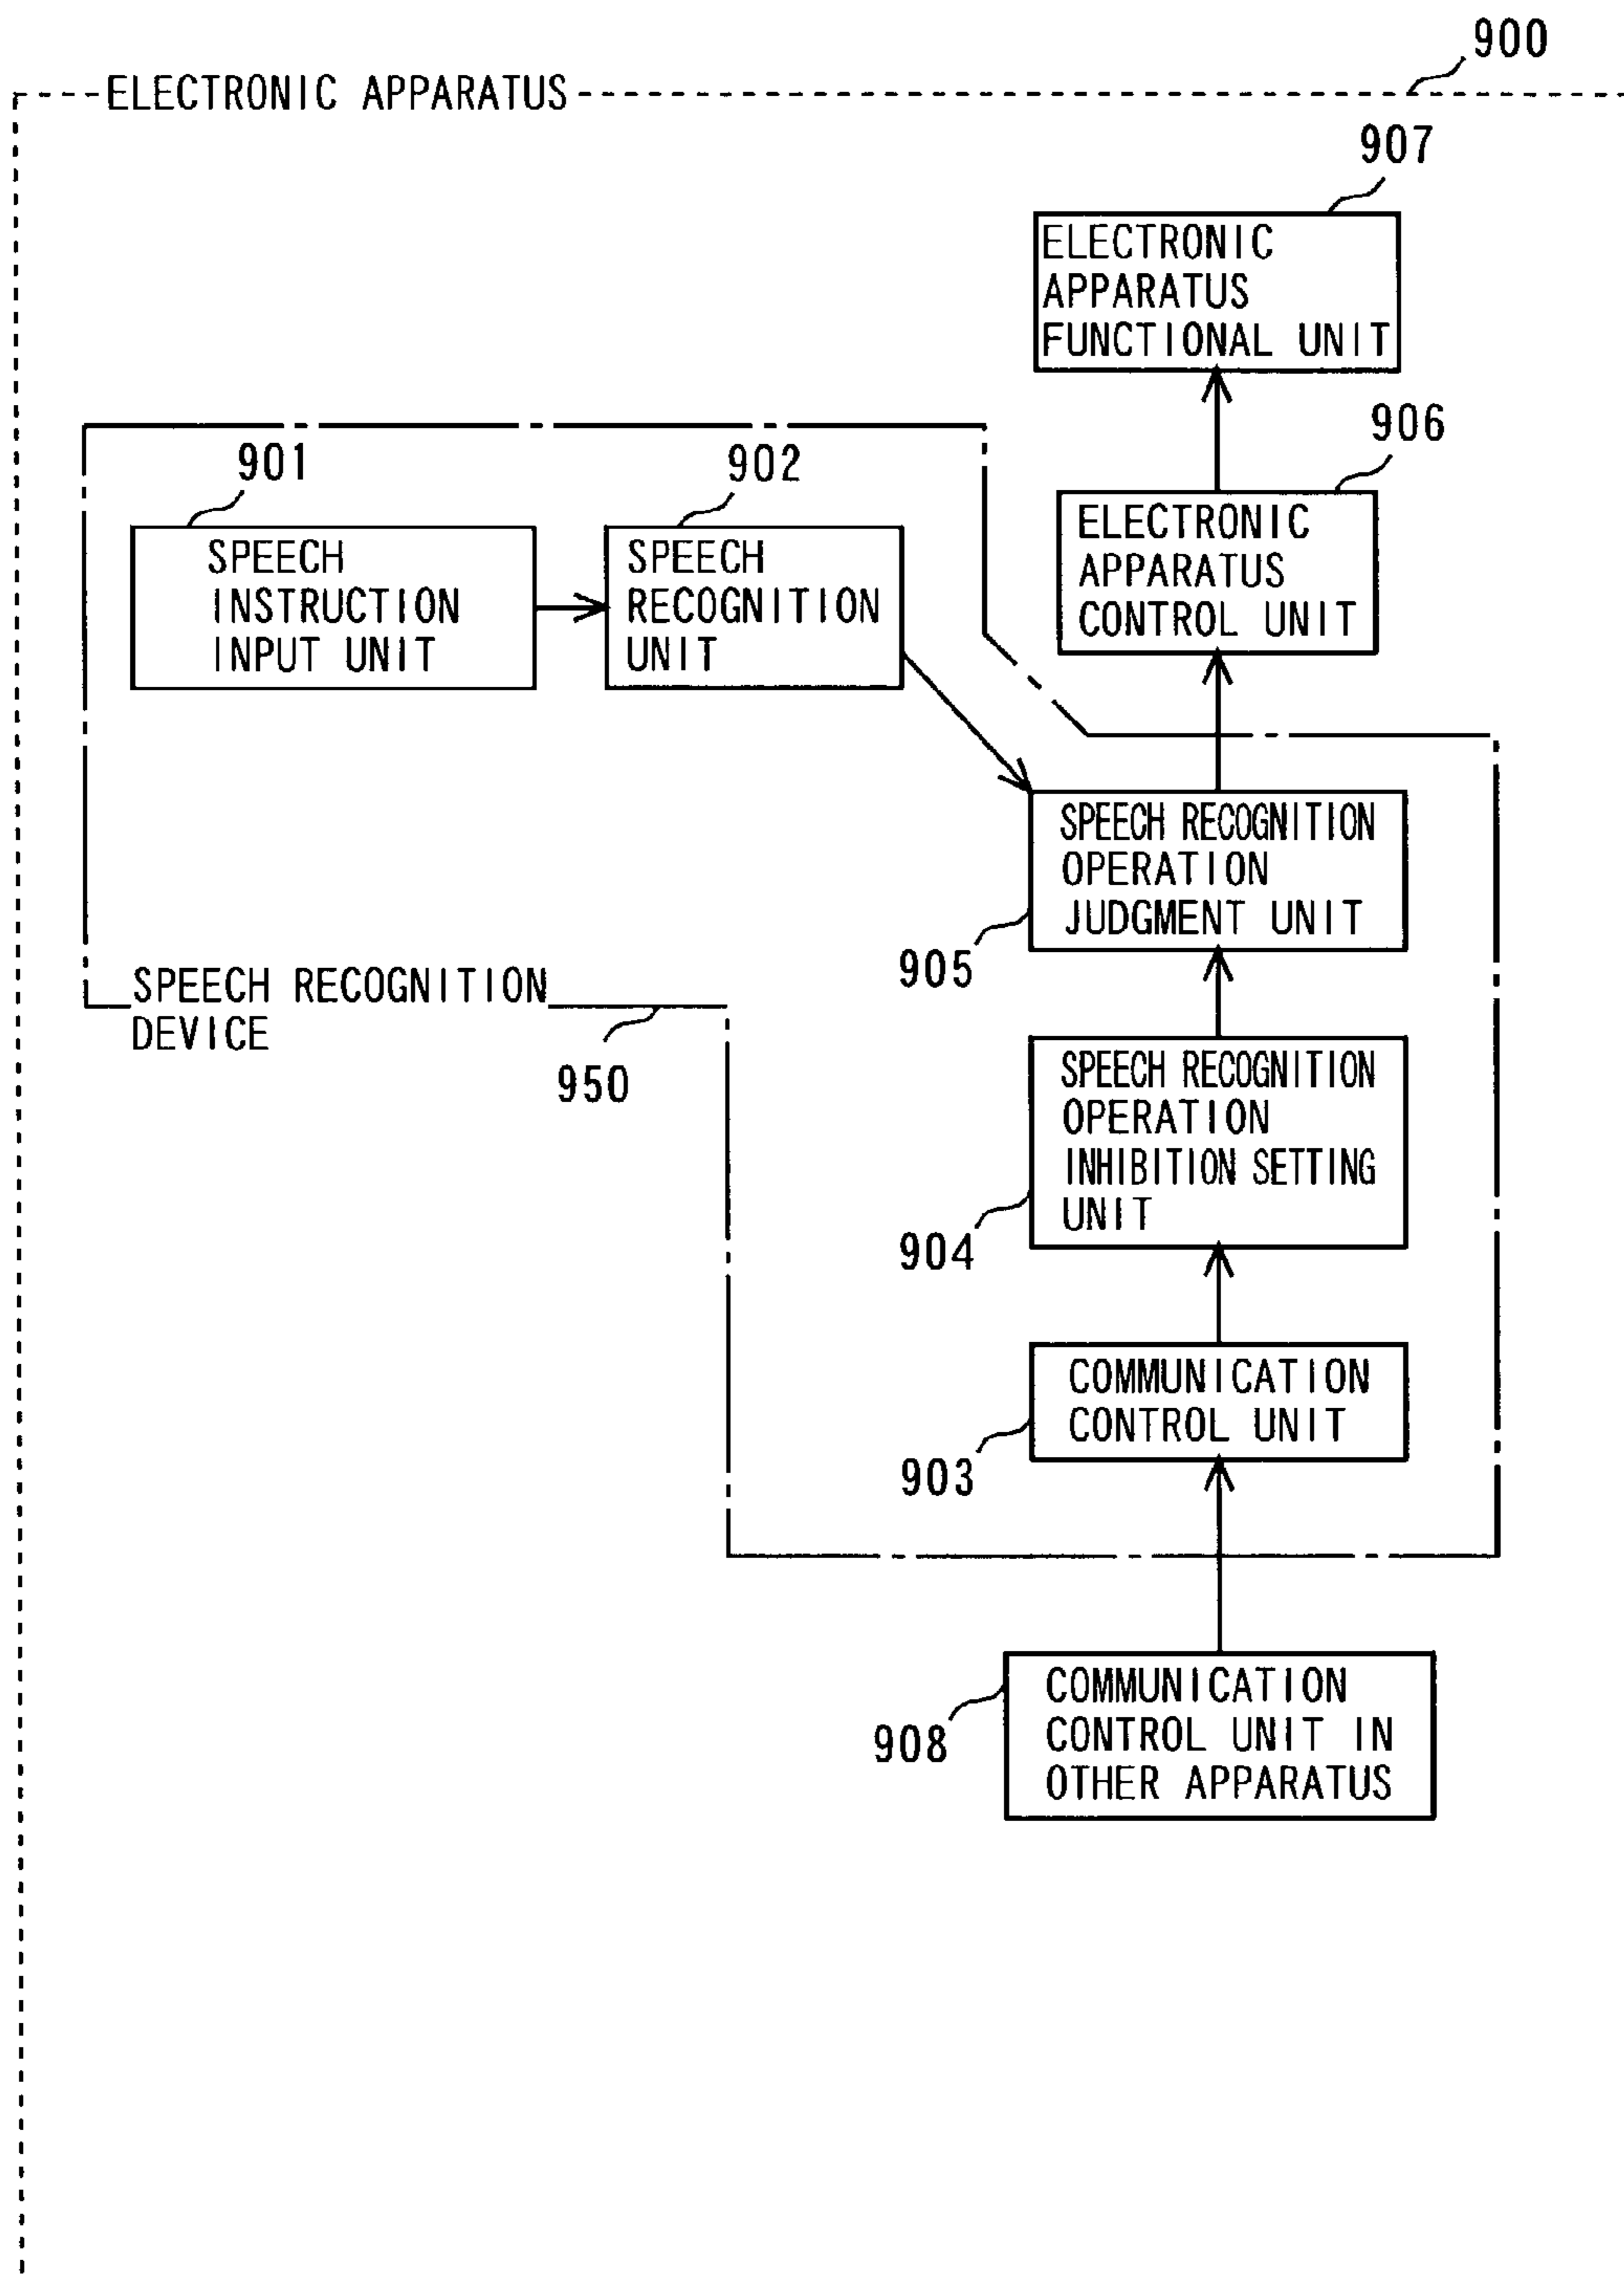 900
ELECTRONIC APPARATUS
907
ELECTRONIC
APPARATUS
FUNCTIONAL UNIT
906
ELECTRONIC
APPARATUS
CONTROL UNIT
901
SPEECH
INSTRUCTION
INPUT UNIT
902
SPEECH
RECOGNITION
UNIT
SPEECH RECOGNITION
OPERATION
JUDGMENT UNIT
905
SPEECH RECOGNITION
DEVICE
950
SPEECH RECOGNITION
OPERATION
INHIBITION SETTING
UNIT
904
COMMUNICATION
CONTROL UNIT
903
COMMUNICATION
CONTROL UNIT IN
OTHER APPARATUS
908